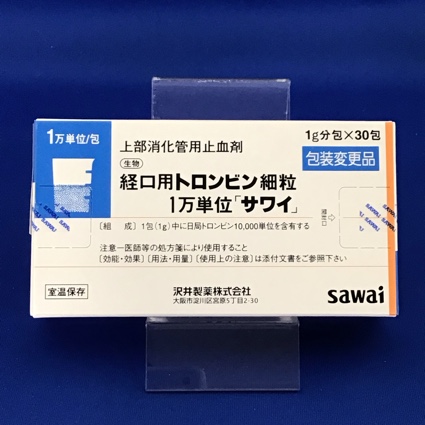 1万単位/包
上部消化管用止血剤
1g分包×30包
生物
包装変更品
経口用トロンビン細粒
1万単位「サワイ」
開封口
〔組 成〕1包(1g)中に日局トロンビン10,000単位を含有する
注意－医師等の処方箋により使用すること
〔効能・効果〕〔用法・用量〕〔使用上の注意〕は添付文書をご参照下さい
室温保存
沢井製薬株式会社
大阪市淀川区宮原5丁目2-30
sawai